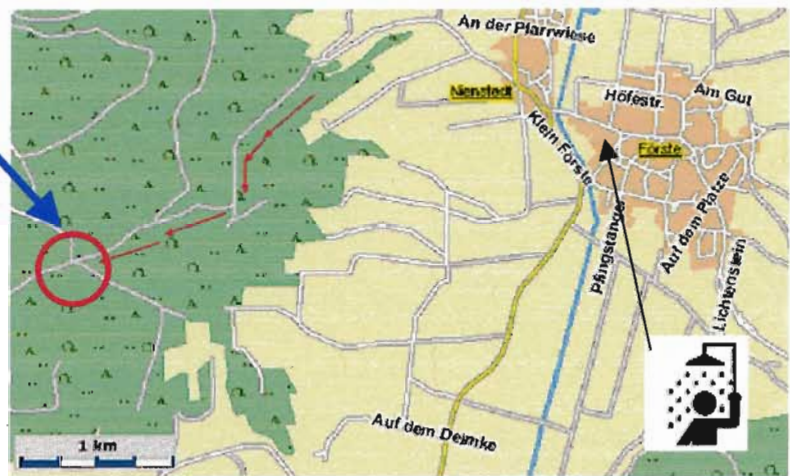 An der Pfarrwiese
Nienstedt
Höfestr.
Am Gut
Klein Förste
Förste
Pfingstanger
Auf dem Platze
Lichtenstein
Auf dem Deimke
1 km